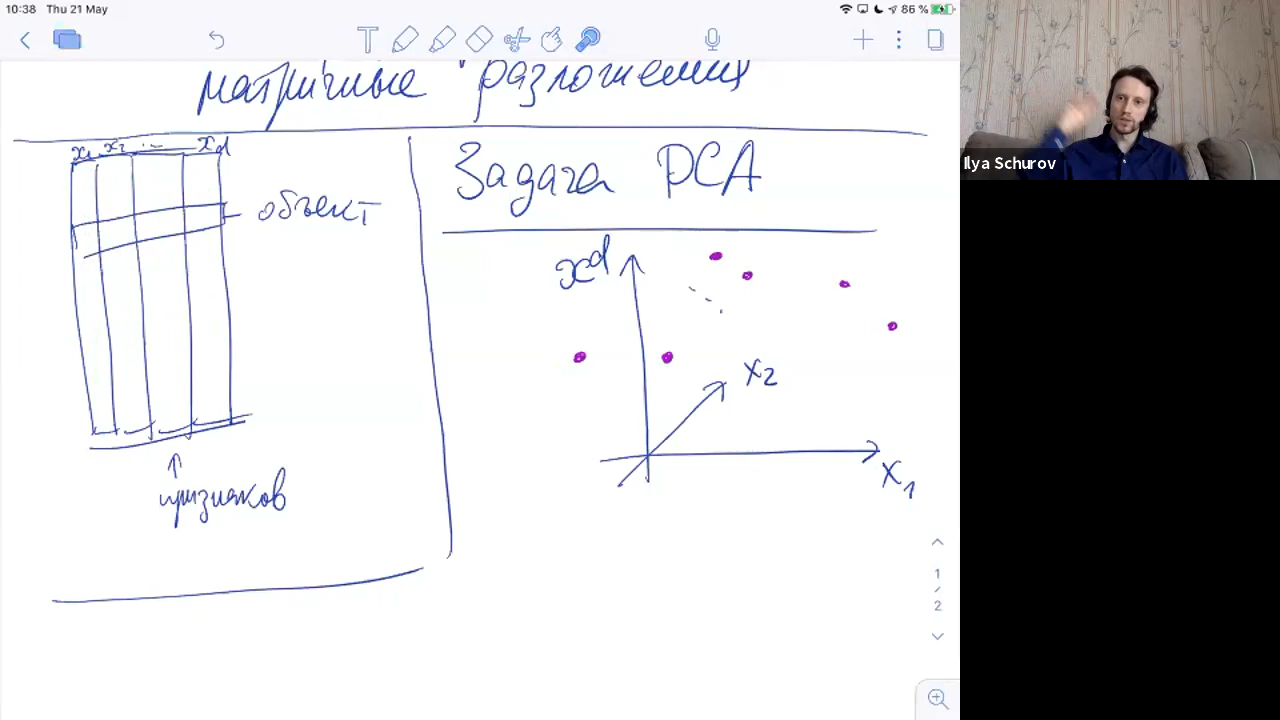 10:38 Thu 21 May
86 %
T
матричные разложения
x1 x2 ... xd
объект
признаков
Задача PCA
xd
x2
x1
1
/
2
Ilya Schurov